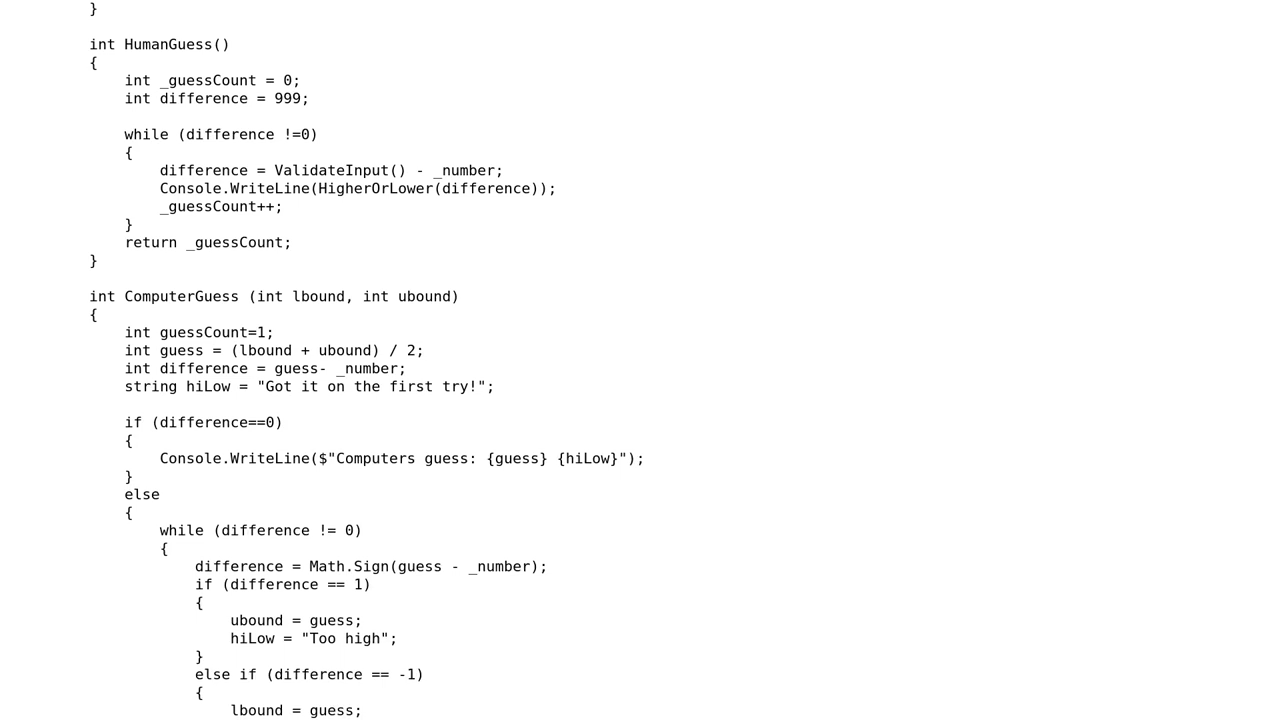 }
int HumanGuess()
{
int _guessCount = 0;
int difference = 999;
while (difference !=0)
{
difference = ValidateInput() - _number;
Console.WriteLine(HigherOrLower(difference));
_guessCount++;
}
return _guessCount;
}
int ComputerGuess (int lbound, int ubound)
{
int guessCount=1;
int guess = (lbound + ubound) / 2;
int difference = guess- _number;
string hiLow = "Got it on the first try!";
if (difference==0)
{
Console.WriteLine($"Computers guess: {guess} {hiLow}");
}
else
{
while (difference != 0)
{
difference = Math.Sign(guess - _number);
if (difference == 1)
{
ubound = guess;
hiLow = "Too high";
}
else if (difference == -1)
{
lbound = guess;